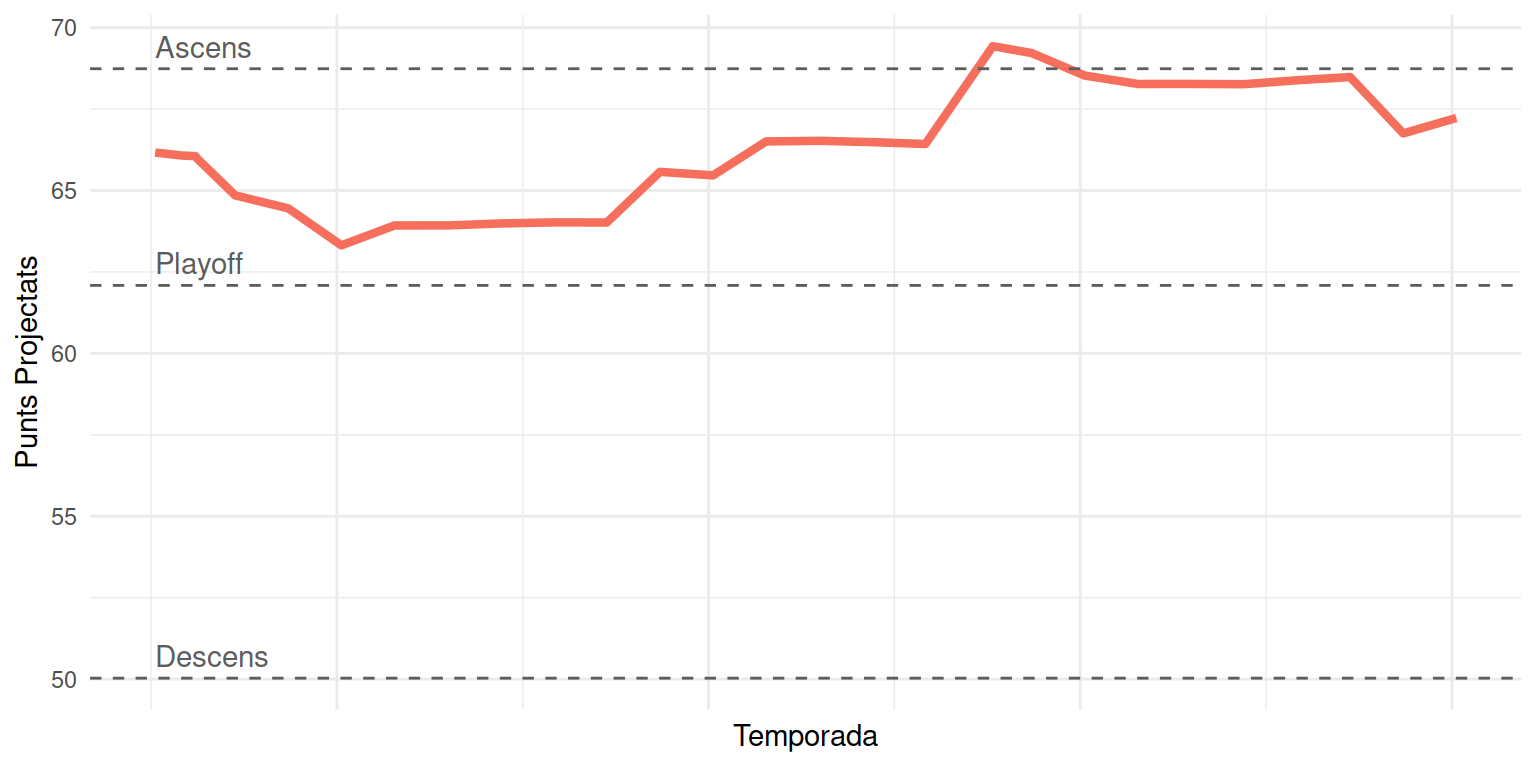 70
Ascens
65
Playoff
60
55
Descens
50
Punts Projectats
Temporada